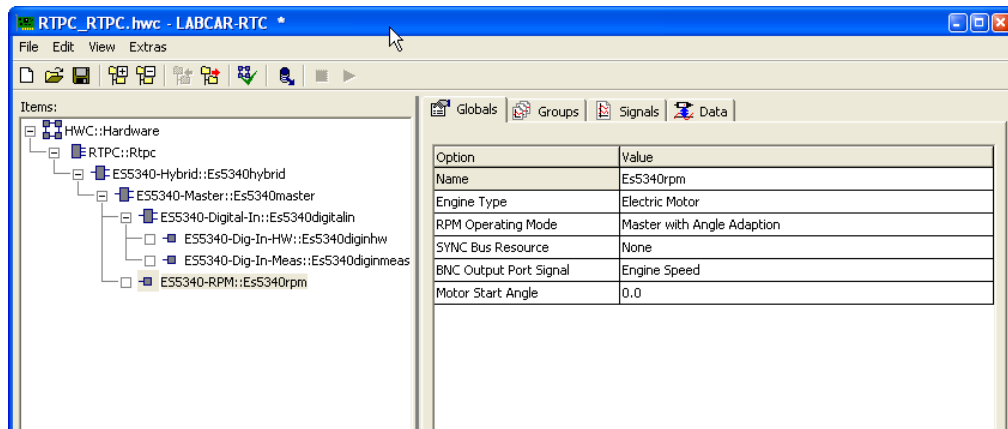 RTPC_RTPC.hwc - LABCAR-RTC *
File Edit View Extras
Items:
HWC::Hardware
RTPC::Rtpc
ES5340-Hybrid::Es5340hybrid
ES5340-Master::Es5340master
ES5340-Digital-In::Es5340digitalin
ES5340-Dig-In-HW::Es5340diginhw
ES5340-Dig-In-Meas::Es5340diginmeas
ES5340-RPM::Es5340rpm
Globals Groups Signals Data
Option Value
Name Es5340rpm
Engine Type Electric Motor
RPM Operating Mode Master with Angle Adaption
SYNC Bus Resource None
BNC Output Port Signal Engine Speed
Motor Start Angle 0.0